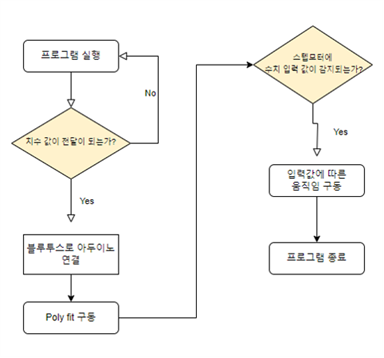 프로그램 실행
No
치수 값이 전달이 되는가?
Yes
블루투스로 아두이노
연결
Poly fit 구동
스텝모터에
수치 입력 값이 감지되는가?
Yes
입력값에 따른
움직임 구동
프로그램 종료